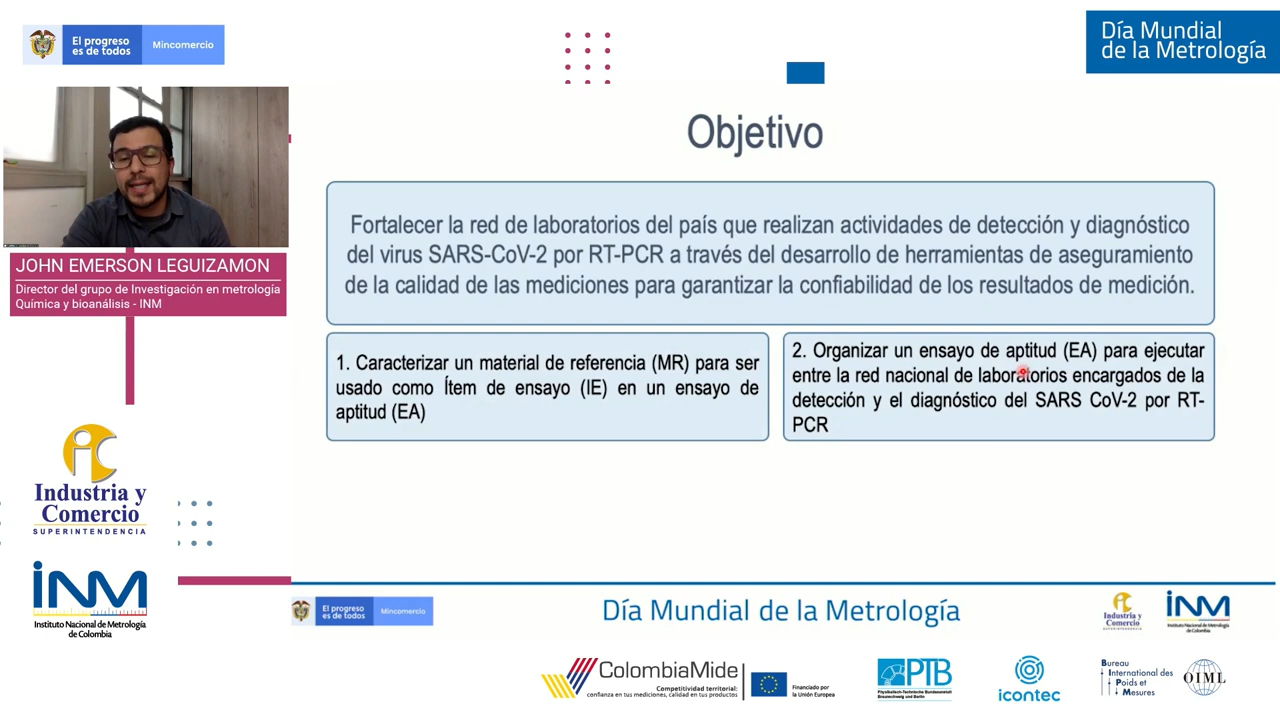 El progreso
es de todos
Mincomercio
Día Mundial
de la Metrología
JOHN EMERSON LEGUIZAMON
Director del grupo de Investigación en metrología
Química y bioanálisis - INM
Objetivo
Fortalecer la red de laboratorios del país que realizan actividades de detección y diagnóstico
del virus SARS-CoV-2 por RT-PCR a través del desarrollo de herramientas de aseguramiento
de la calidad de las mediciones para garantizar la confiabilidad de los resultados de medición.
1. Caracterizar un material de referencia (MR) para ser
usado como Ítem de ensayo (IE) en un ensayo de
aptitud (EA)
2. Organizar un ensayo de aptitud (EA) para ejecutar
entre la red nacional de laboratorios encargados de la
detección y el diagnóstico del SARS CoV-2 por RT-
PCR
Industria y
Comercio
SUPERINTENDENCIA
iNM
Instituto Nacional de Metrología
de Colombia
El progreso
es de todos
Mincomercio
Día Mundial de la Metrología
Industria y
Comercio
SUPERINTENDENCIA
iNM
Instituto Nacional de Metrología
de Colombia
ColombiaMide
Competitividad territorial:
confianza en tus mediciones, calidad en tus productos
Financiado por
la Unión Europea
PTB
Physikalisch-Technische Bundesanstalt
Braunschweig und Berlin
icontec
Bureau
International des
Poids et
Mesures
OIML